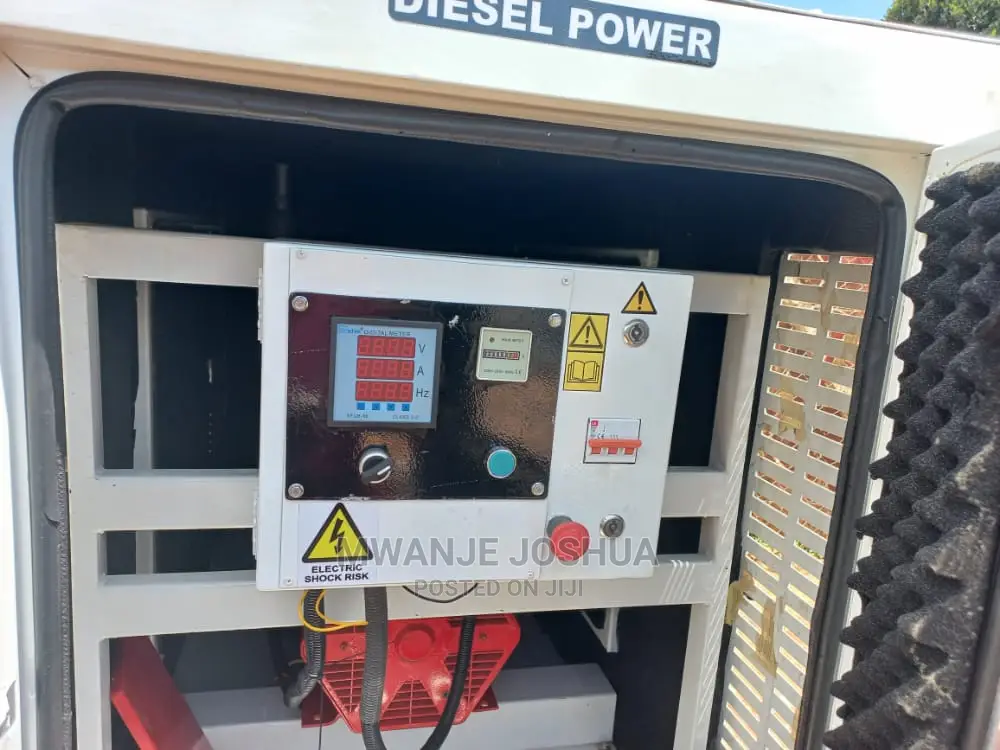 DIESEL POWER
DIGITAL METER
V
A
Hz
ELECTRIC
SHOCK RISK
MWANJE JOSHUA
POSTED ON JIJI